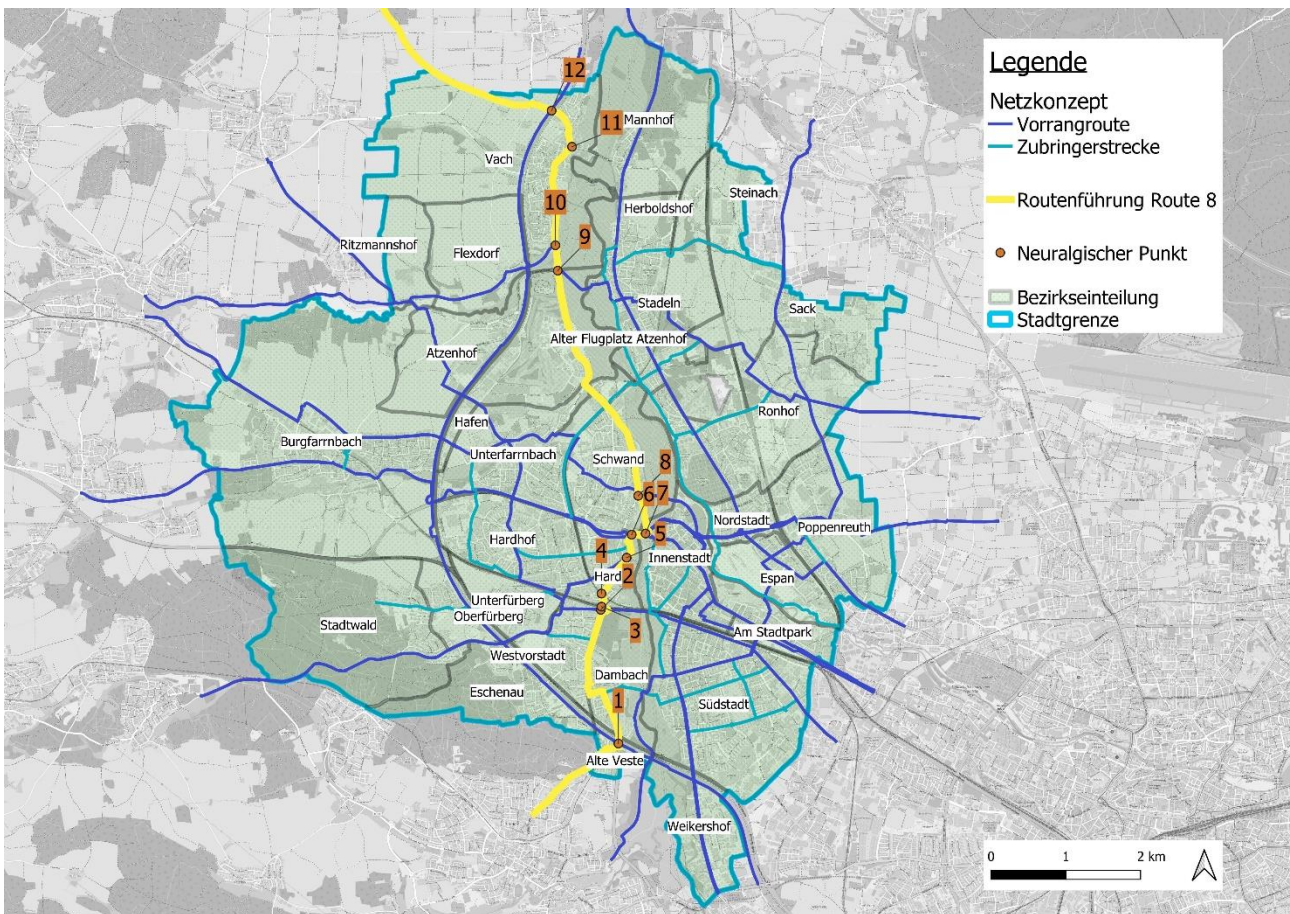 Legende
Netzkonzept
Vorrangroute
Zubringerstrecke
Routenführung Route 8
Neuralgischer Punkt
Bezirkseinteilung
Stadtgrenze
12
11
Mannhof
Vach
Steinach
10
Herboldshof
9
Ritzmannshof
Flexdorf
Stadeln
Sack
Alter Flugplatz Atzenhof
Atzenhof
Ronhof
Hafen
Burgfarrnbach
Unterfarrnbach
Schwand
8
6
7
Nordstadt
Poppenreuth
Hardhof
5
4
Innenstadt
Hard
2
Espan
Unterfürberg
Oberfürberg
Stadtwald
3
Am Stadtpark
Westvorstadt
Dambach
Eschenau
1
Südstadt
Alte Veste
Weikershof
0 1 2 km